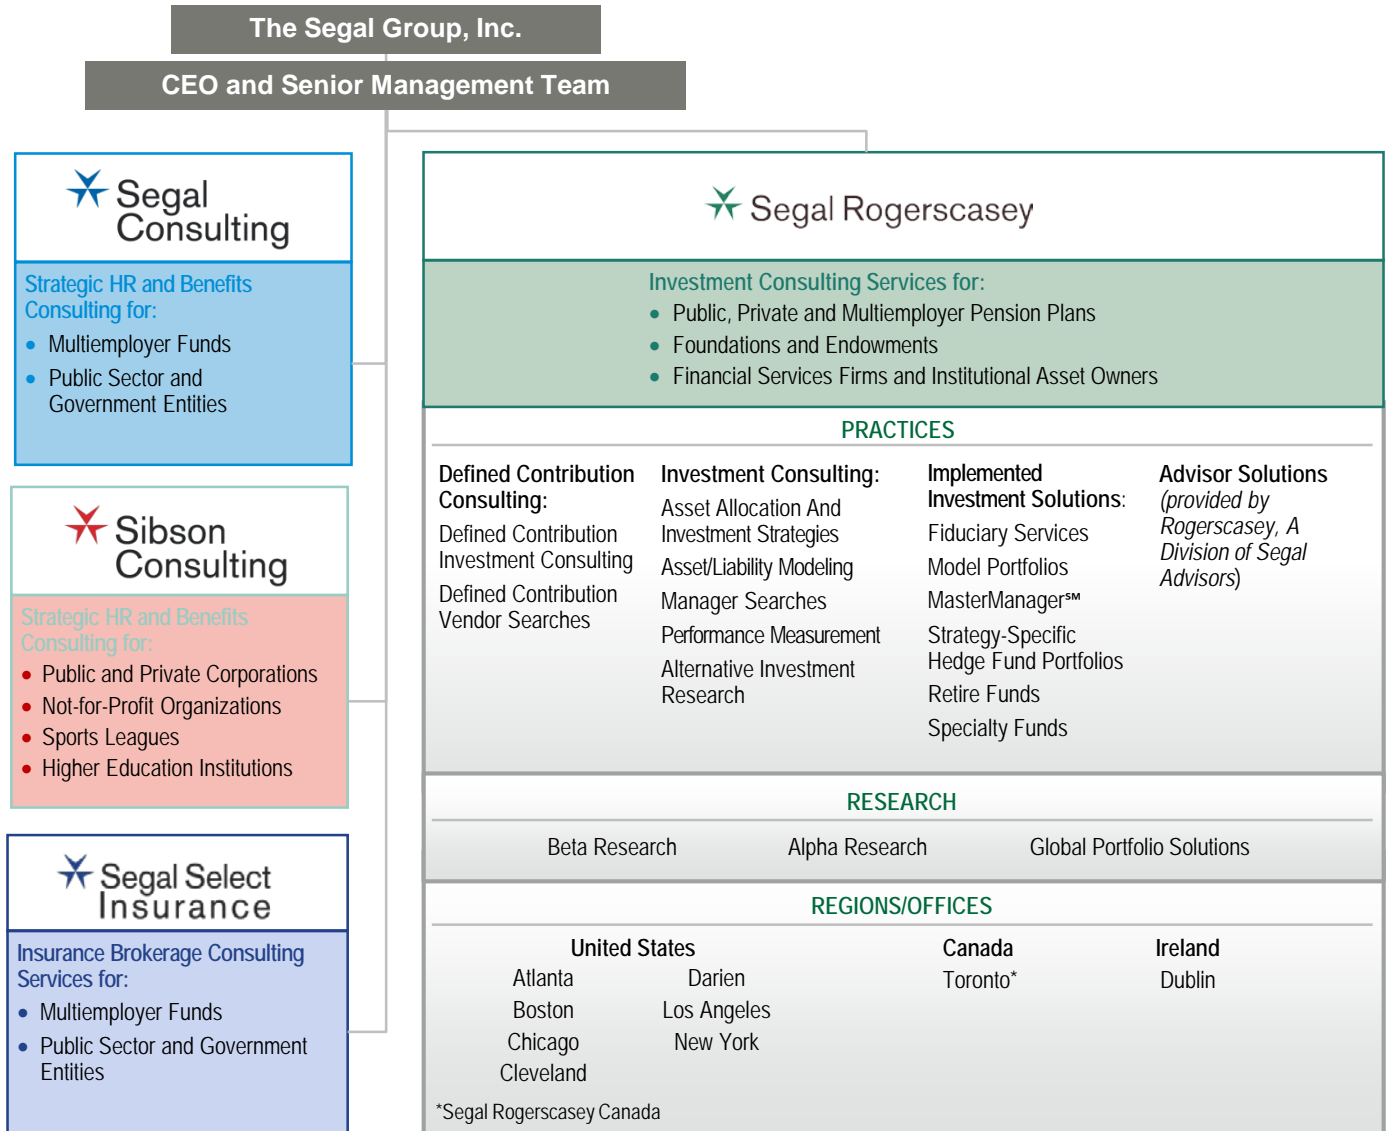 The Segal Group, Inc.
CEO and Senior Management Team
Segal
Consulting
Strategic HR and Benefits
Consulting for:
• Multiemployer Funds
• Public Sector and
Government Entities
Sibson
Consulting
Strategic HR and Benefits
Consulting for:
• Public and Private Corporations
• Not-for-Profit Organizations
• Sports Leagues
• Higher Education Institutions
Segal Select
Insurance
Insurance Brokerage Consulting
Services for:
• Multiemployer Funds
• Public Sector and Government
Entities
Segal Rogerscasey
Investment Consulting Services for:
• Public, Private and Multiemployer Pension Plans
• Foundations and Endowments
• Financial Services Firms and Institutional Asset Owners
PRACTICES
Defined Contribution
Consulting:
Defined Contribution
Investment Consulting
Defined Contribution
Vendor Searches
Investment Consulting:
Asset Allocation And
Investment Strategies
Asset/Liability Modeling
Manager Searches
Performance Measurement
Alternative Investment
Research
Implemented
Investment Solutions:
Fiduciary Services
Model Portfolios
MasterManager℠
Strategy-Specific
Hedge Fund Portfolios
Retire Funds
Specialty Funds
Advisor Solutions
(provided by
Rogerscasey, A
Division of Segal
Advisors)
RESEARCH
Beta Research Alpha Research Global Portfolio Solutions
REGIONS/OFFICES
United States
Atlanta Darien
Boston Los Angeles
Chicago New York
Cleveland
Canada
Toronto*
Ireland
Dublin
*Segal Rogerscasey Canada